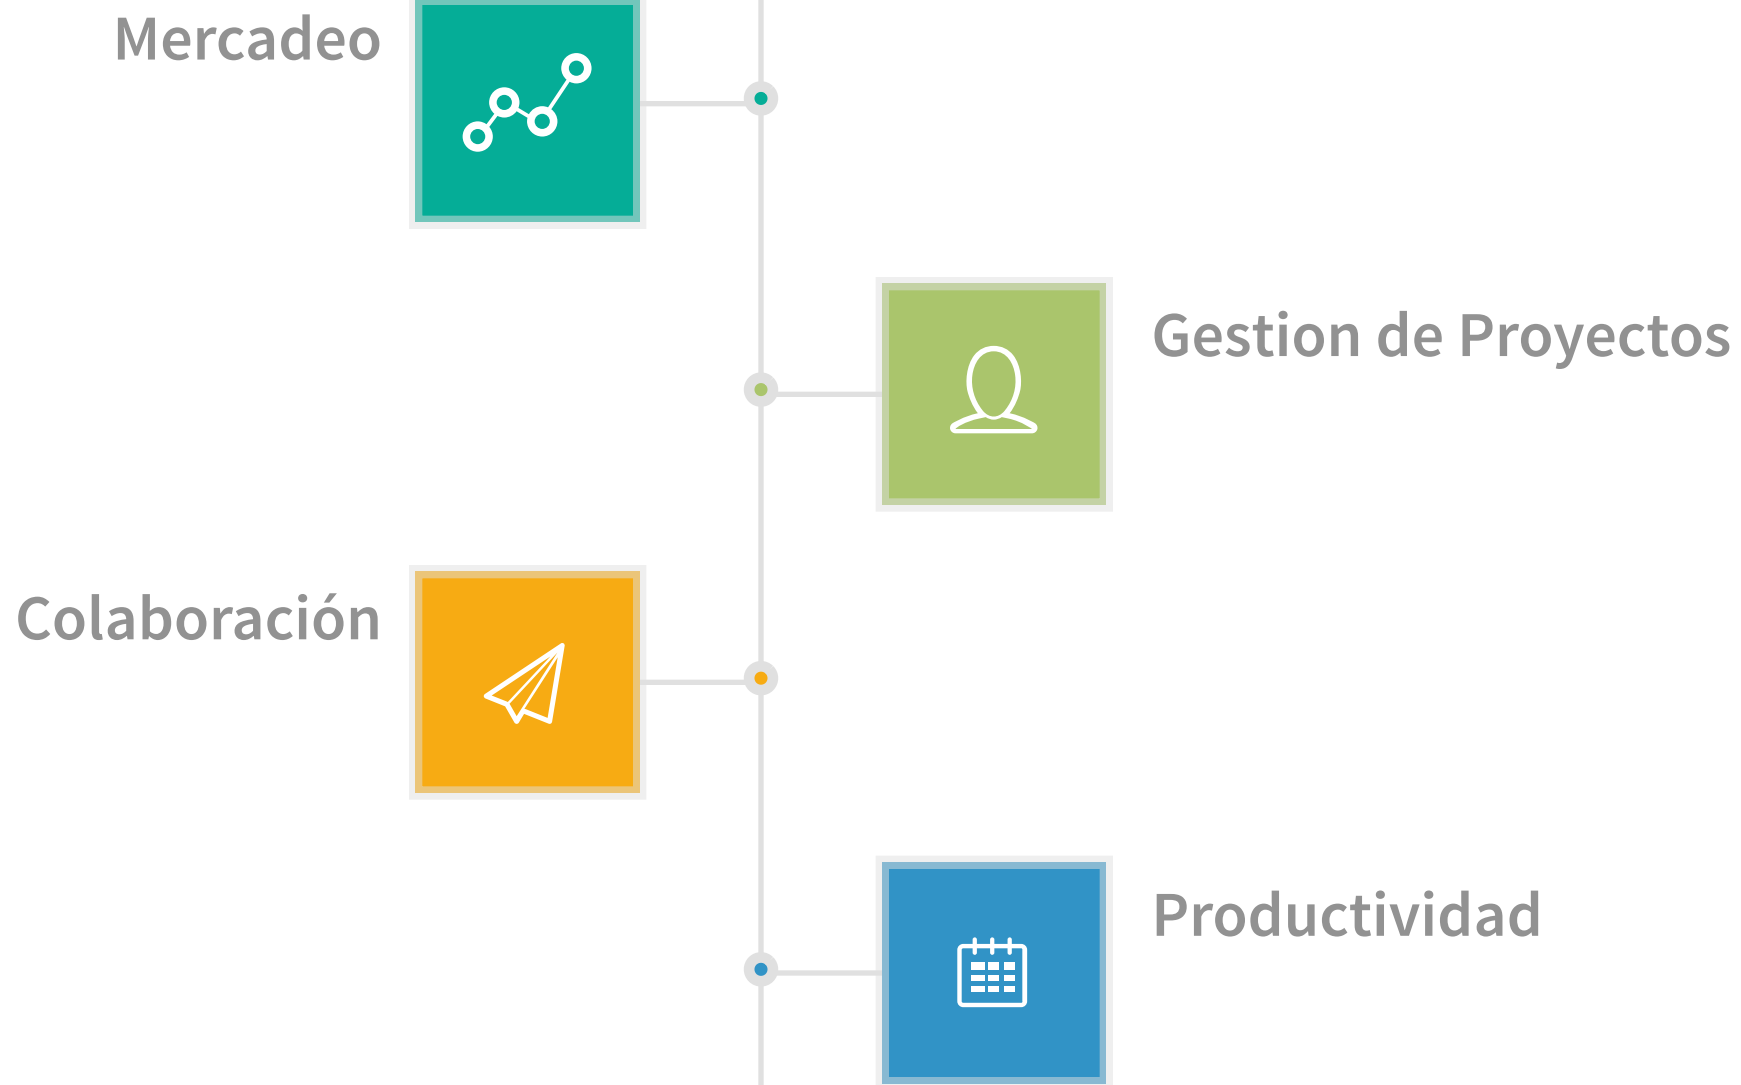 Mercadeo
Gestion de Proyectos
Colaboración
Productividad